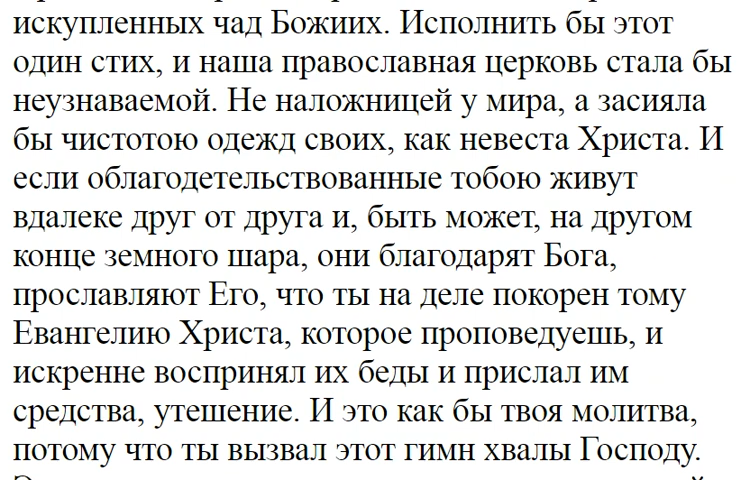 искупленных чад Божиих. Исполнить бы этот
один стих, и наша православная церковь стала бы
неузнаваемой. Не наложницей у мира, а засияла
бы чистотою одежд своих, как невеста Христа. И
если облагодетельствованные тобою живут
вдалеке друг от друга и, быть может, на другом
конце земного шара, они благодарят Бога,
прославляют Его, что ты на деле покорен тому
Евангелию Христа, которое проповедуешь, и
искренне воспринял их беды и прислал им
средства, утешение. И это как бы твоя молитва,
потому что ты вызвал этот гимн хвалы Господу.